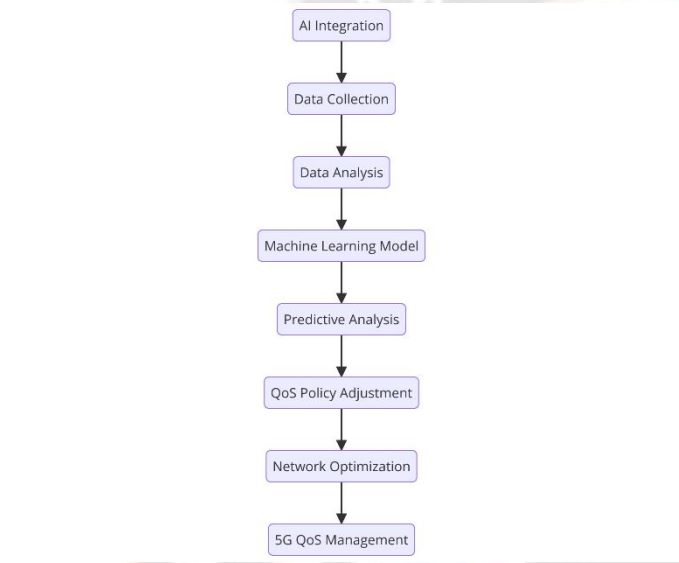 AI Integration
Data Collection
Data Analysis
Machine Learning Model
Predictive Analysis
QoS Policy Adjustment
Network Optimization
5G QoS Management